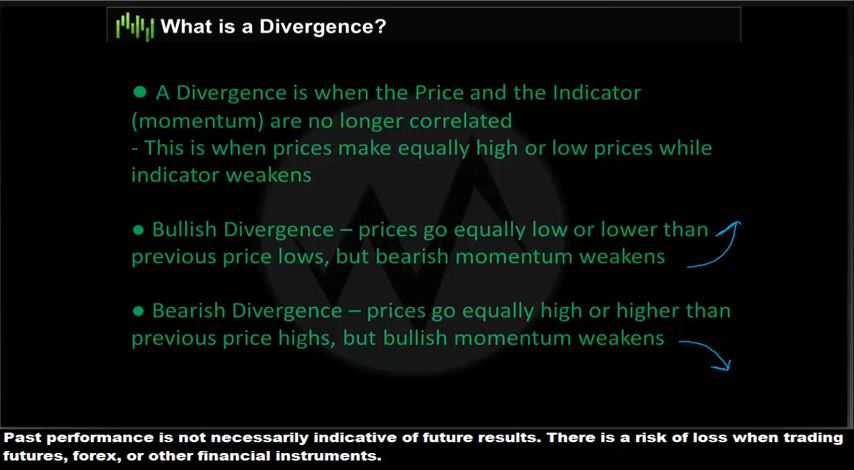 What is a Divergence?
● A Divergence is when the Price and the Indicator
(momentum) are no longer correlated
- This is when prices make equally high or low prices while
indicator weakens
● Bullish Divergence – prices go equally low or lower than
previous price lows, but bearish momentum weakens
● Bearish Divergence – prices go equally high or higher than
previous price highs, but bullish momentum weakens
Past performance is not necessarily indicative of future results. There is a risk of loss when trading
futures, forex, or other financial instruments.